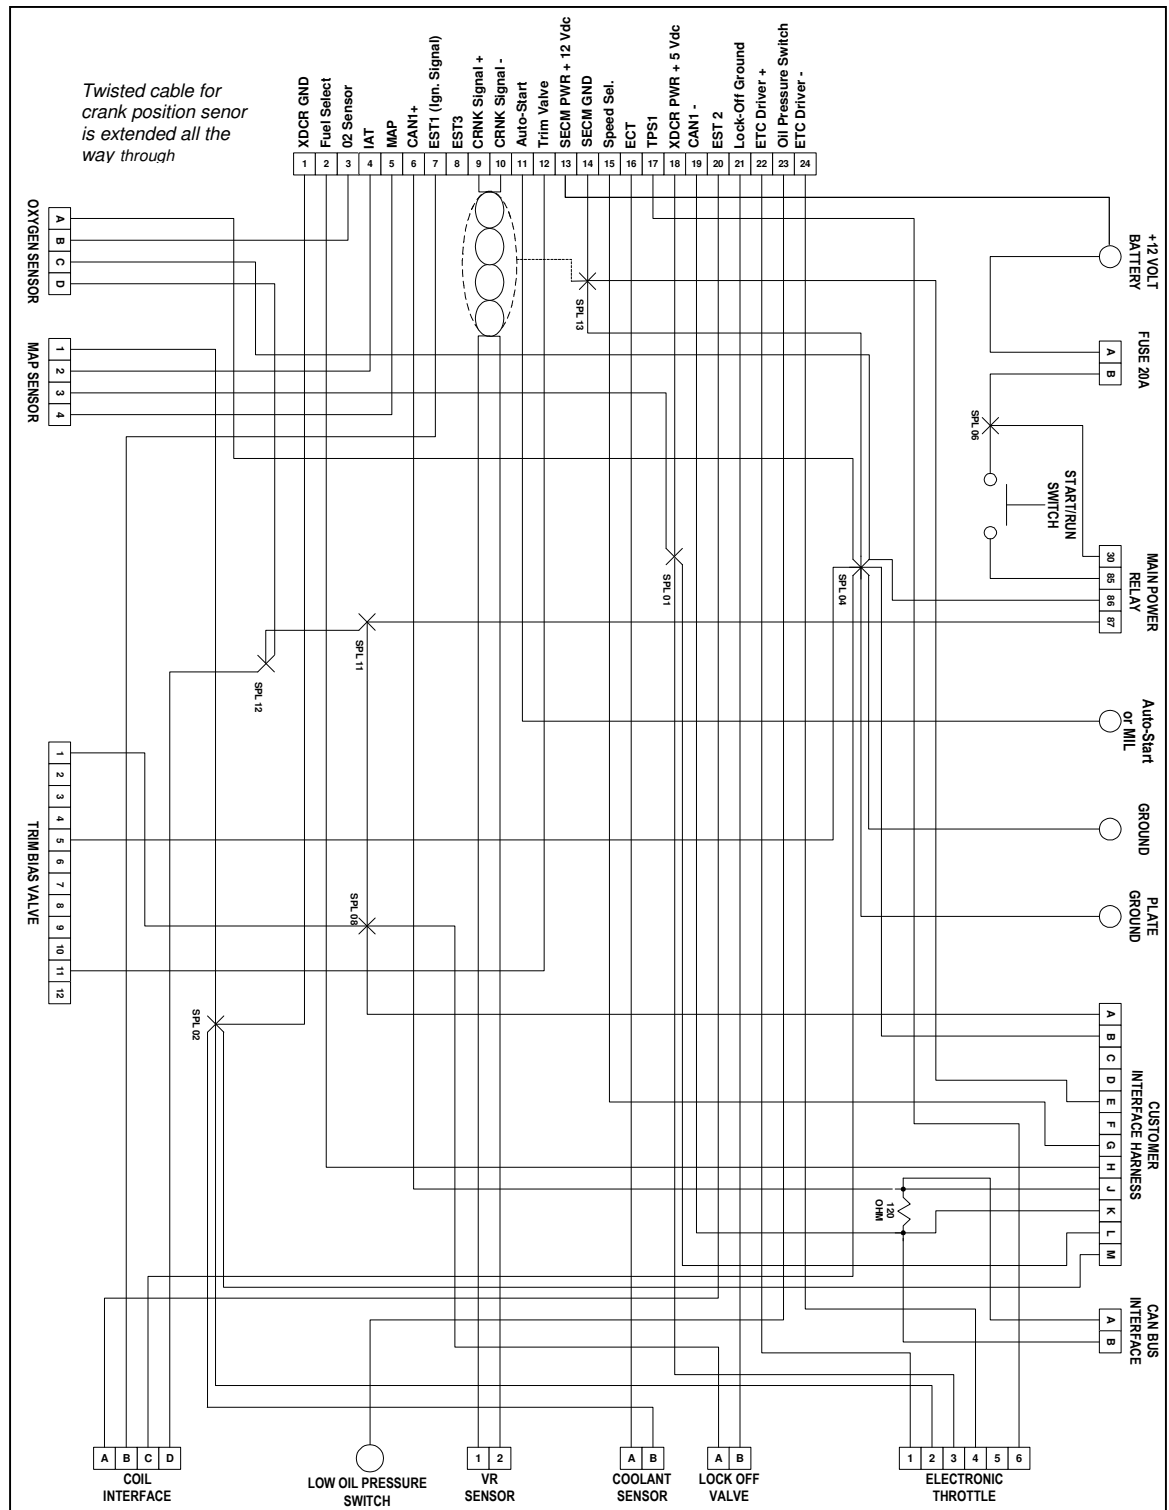 Twisted cable for
crank position senor
is extended all the
way through
XDCR GND
Fuel Select
02 Sensor
IAT
MAP
CAN1+
EST1 (Ign. Signal)
EST3
CRNK Signal +
CRNK Signal -
Auto-Start
Trim Valve
SECM PWR + 12 Vdc
SECM GND
Speed Sel.
ECT
TPS1
XDCR PWR + 5 Vdc
CAN1 -
EST 2
Lock-Off Ground
ETC Driver +
Oil Pressure Switch
ETC Driver -
1 2 3 4 5 6 7 8 9 10 11 12 13 14 15 16 17 18 19 20 21 22 23 24
OXYGEN SENSOR
A
B
C
D
MAP SENSOR
1
2
3
4
TRIM BIAS VALVE
1
2
3
4
5
6
7
8
9
10
11
12
SPL 13
SPL 06
SPL 01
SPL 04
SPL 11
SPL 12
SPL 08
SPL 02
120
OHM
+12 VOLT
BATTERY
FUSE 20A
A
B
START/RUN
SWITCH
MAIN POWER
RELAY
30
85
86
87
Auto-Start
or MIL
GROUND
PLATE
GROUND
CUSTOMER
INTERFACE HARNESS
A
B
C
D
E
F
G
H
J
K
L
M
CAN BUS
INTERFACE
A
B
A B C D
COIL
INTERFACE
LOW OIL PRESSURE
SWITCH
1 2
VR
SENSOR
A B
COOLANT
SENSOR
A B
LOCK OFF
VALVE
1 2 3 4 5 6
ELECTRONIC
THROTTLE